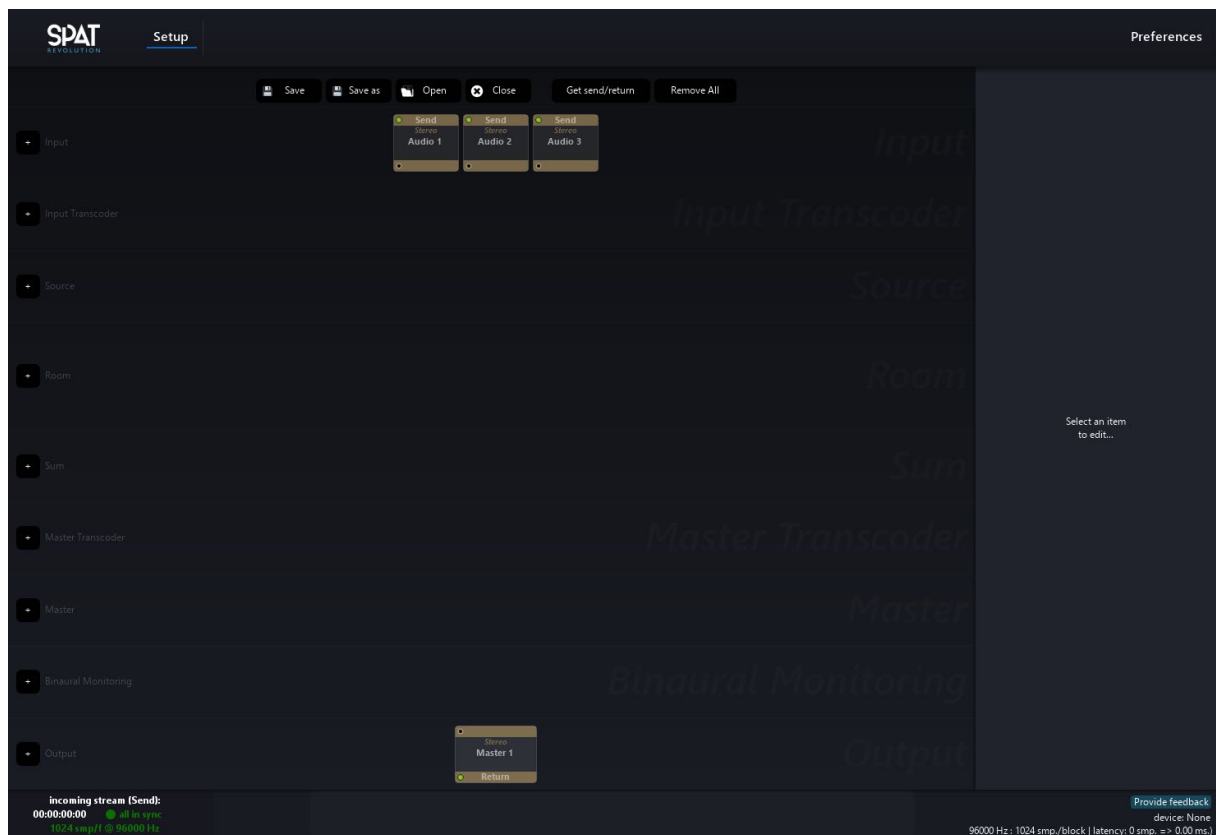 SPAT
REVOLUTION
Setup
Preferences
Save
Save as
Open
Close
Get send/return
Remove All
+
Input
Send
Stereo
Audio 1
Send
Stereo
Audio 2
Send
Stereo
Audio 3
Input
+
Input Transcoder
Input Transcoder
+
Source
Source
+
Room
Room
Select an item
to edit...
+
Sum
Sum
+
Master Transcoder
Master Transcoder
+
Master
Master
+
Binaural Monitoring
Binaural Monitoring
+
Output
Stereo
Master 1
Return
Output
incoming stream (Send):
00:00:00:00
all in sync
1024 smp/f @ 96000 Hz
Provide feedback
device: None
96000 Hz : 1024 smp./block | latency: 0 smp. => 0.00 ms.)